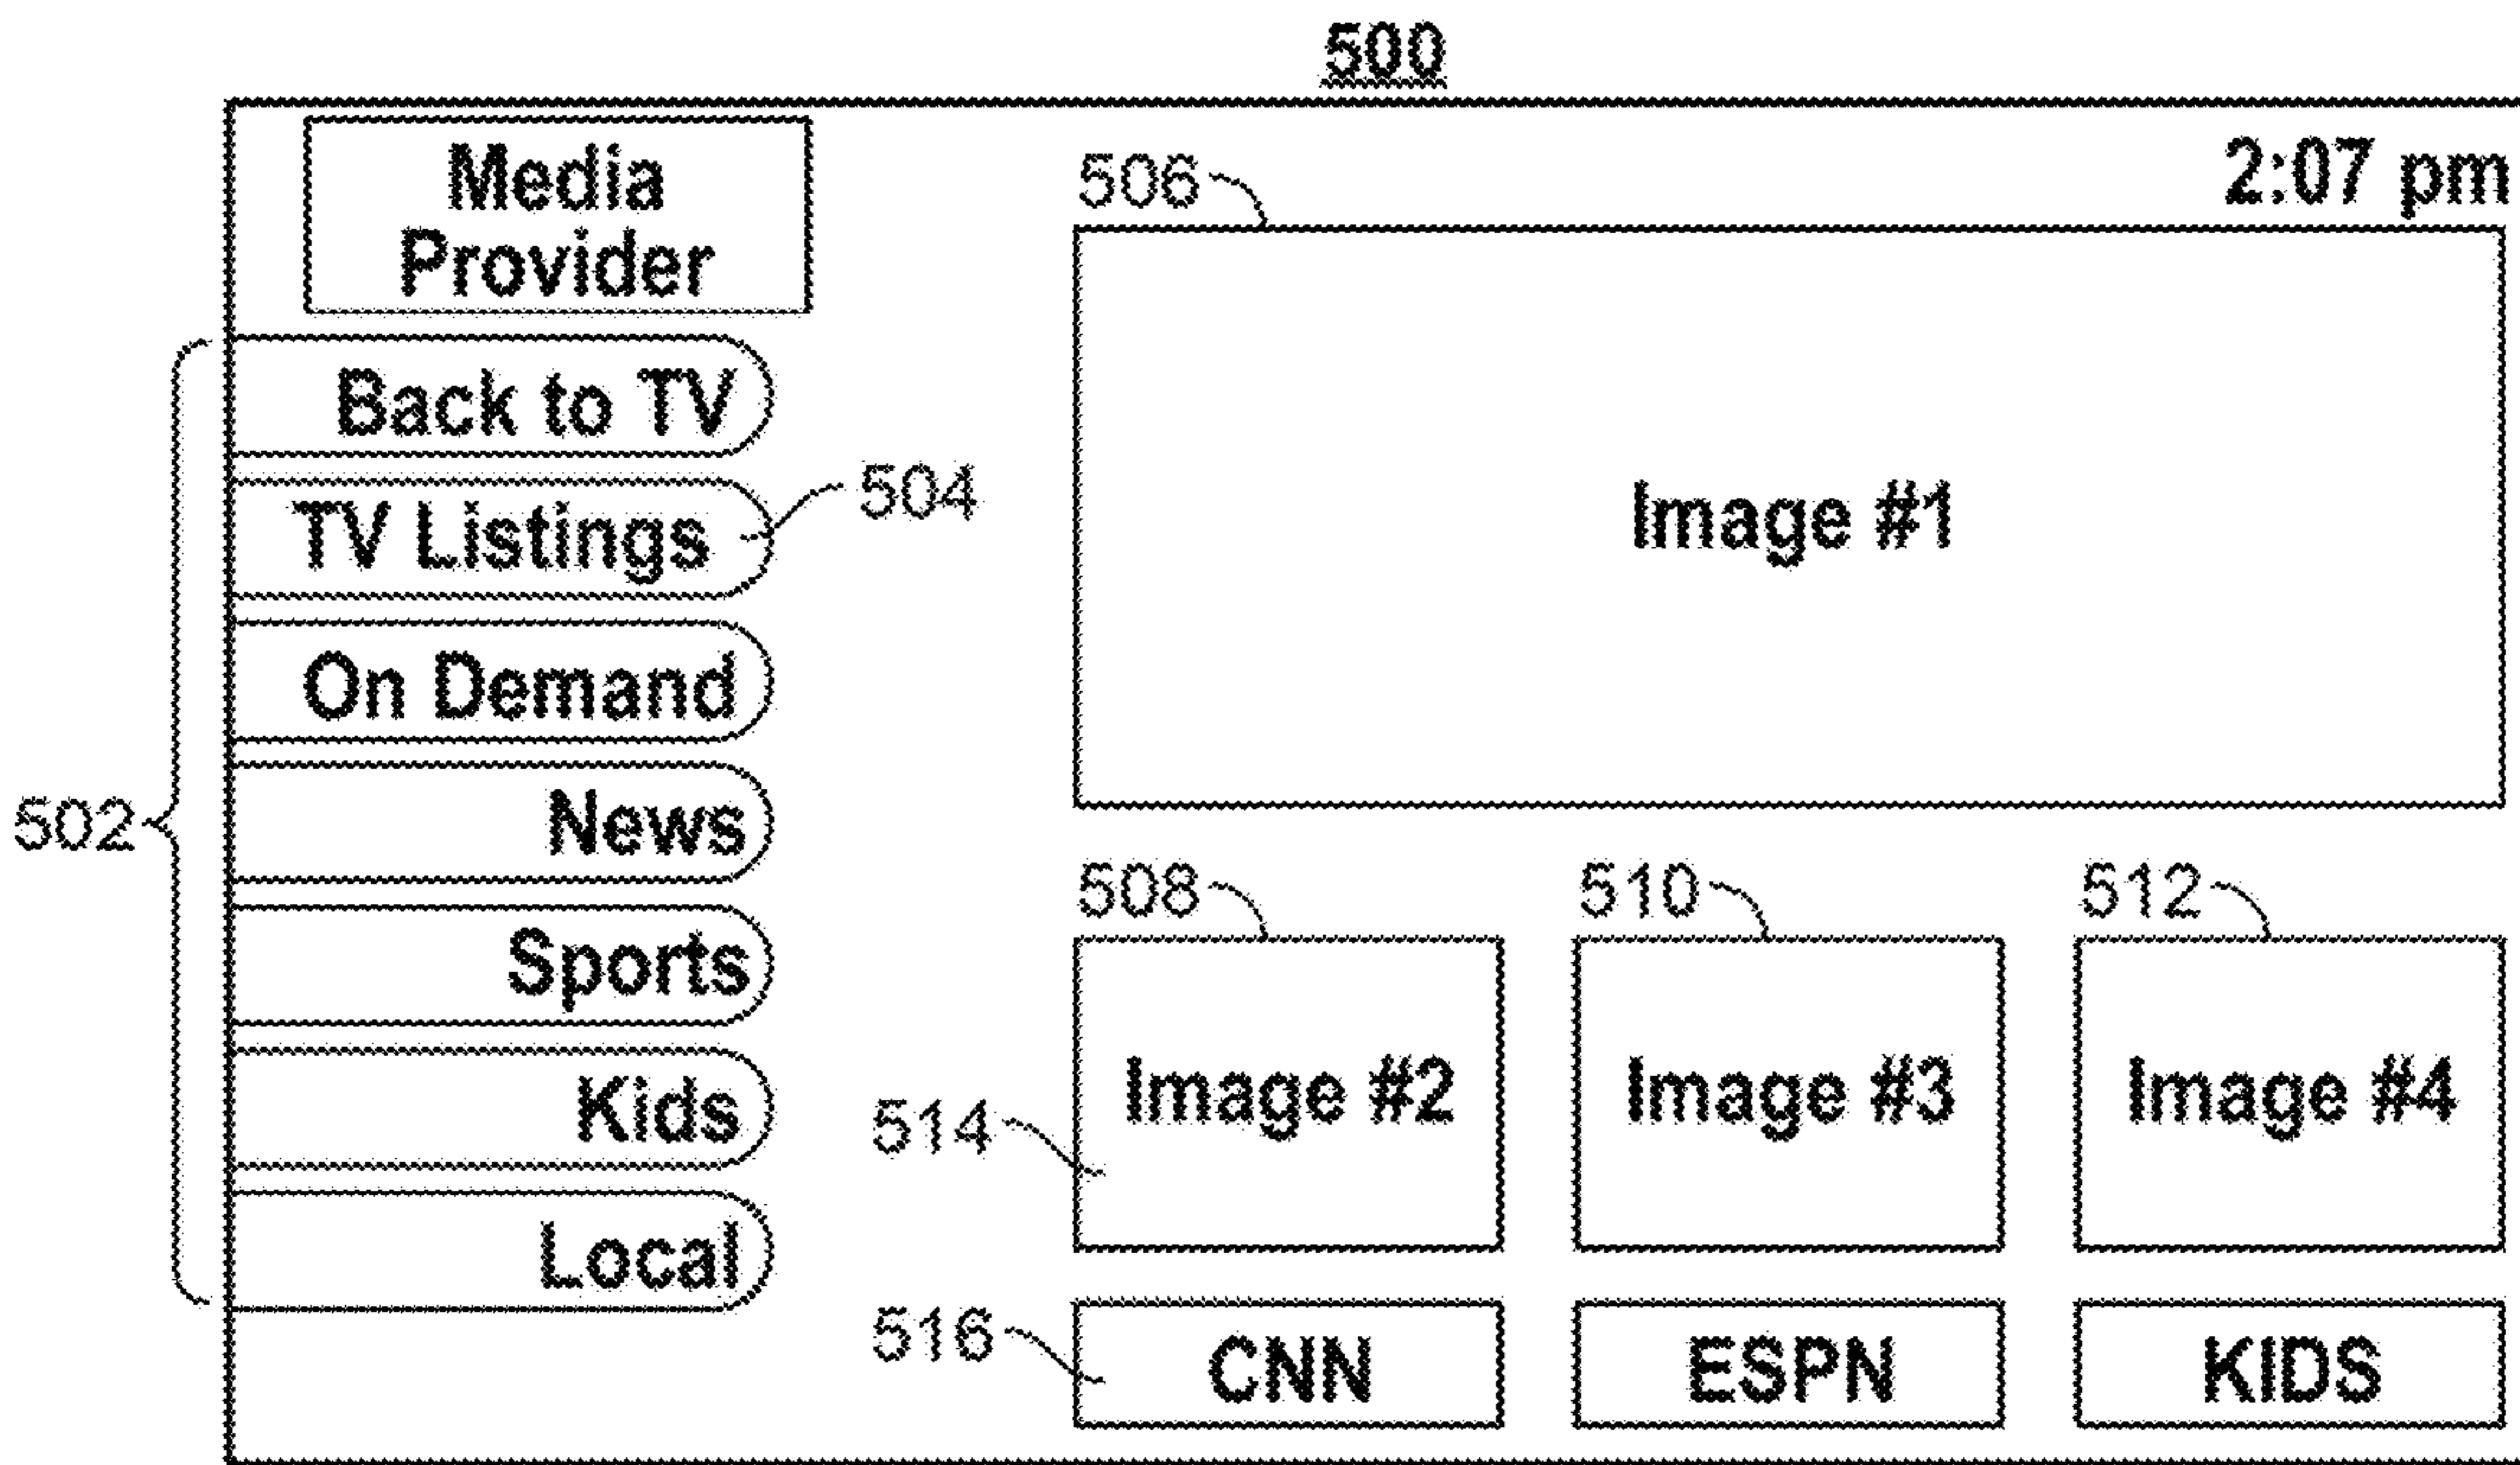 500
Media
Provider
2:07 pm
506
Back to TV
TV Listings
504
Image #1
On Demand
502
News
508
510
512
Sports
Kids
514
Image #2
Image #3
Image #4
Local
516
CNN
ESPN
KIDS